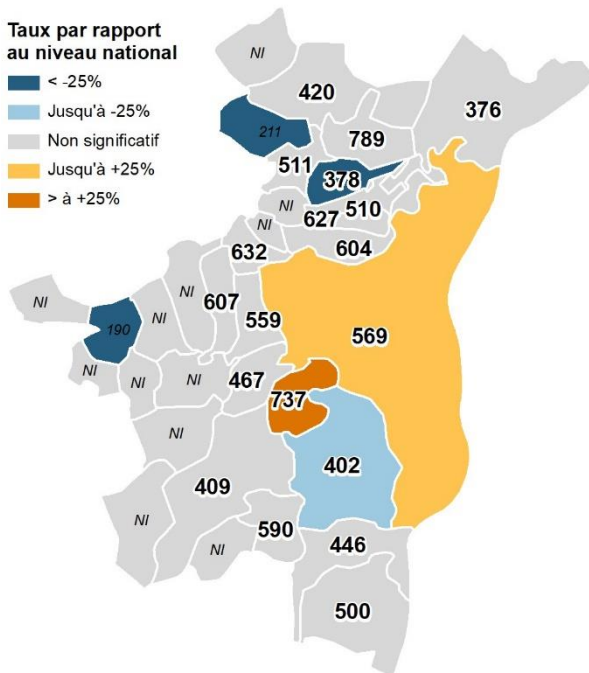 Taux par rapport
au niveau national
< -25%
Jusqu'à -25%
Non significatif
Jusqu'à +25%
> à +25%
NI
420
376
211
789
511
378
NI
627
510
NI
632
604
NI
NI
607
190
NI
559
569
NI
NI
NI
467
737
NI
402
409
NI
590
NI
446
500